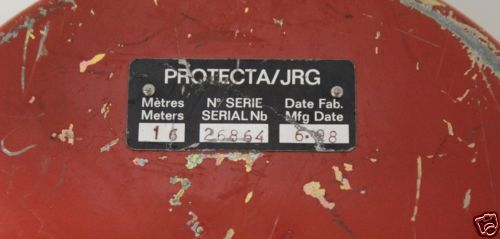 PROTECTA/JRG
Mètres N° SERIE Date Fab.
Meters SERIAL Nb Mfg Date
16 26864 6-88